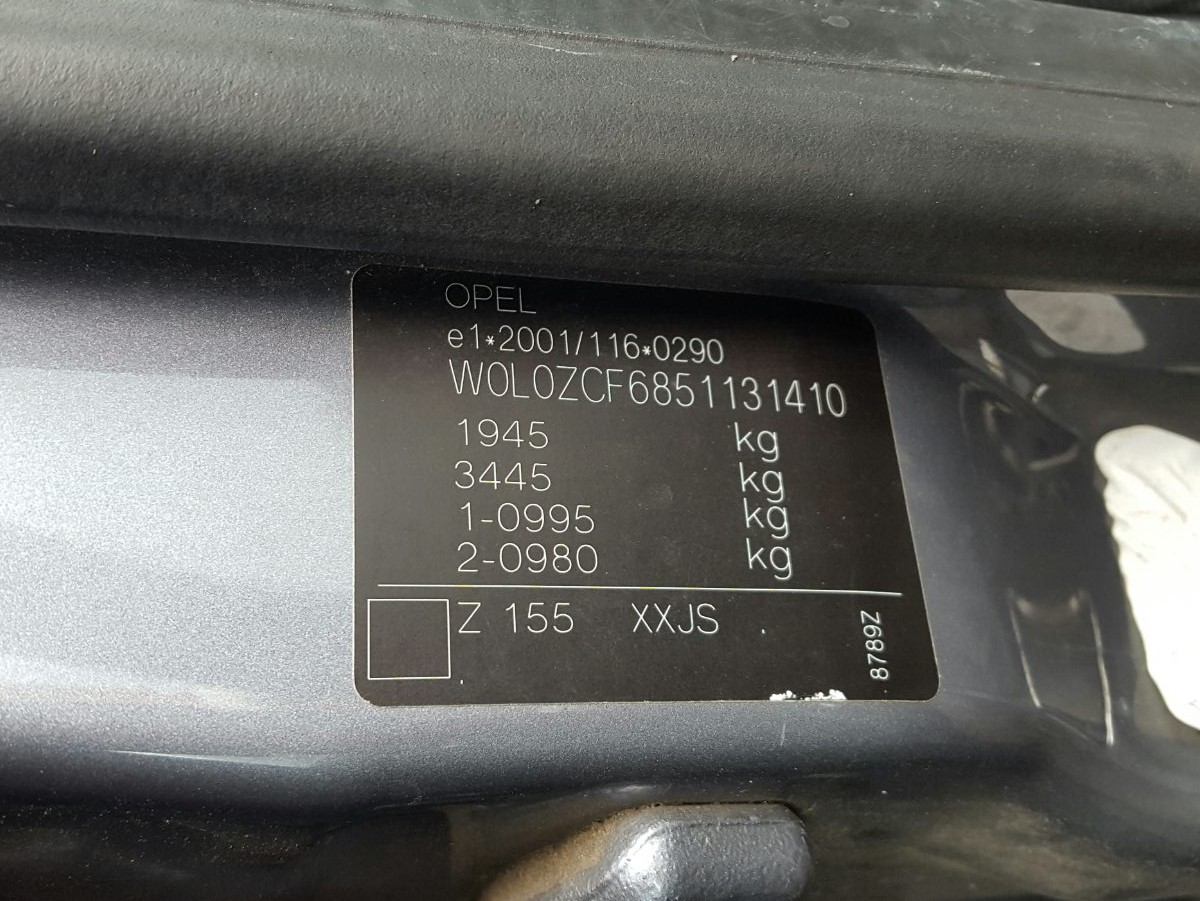 OPEL
e1*2001/116*0290
W0L0ZCF6851131410
1945 kg
3445 kg
1-0995 kg
2-0980 kg
Z 155 XXJS .
8789Z